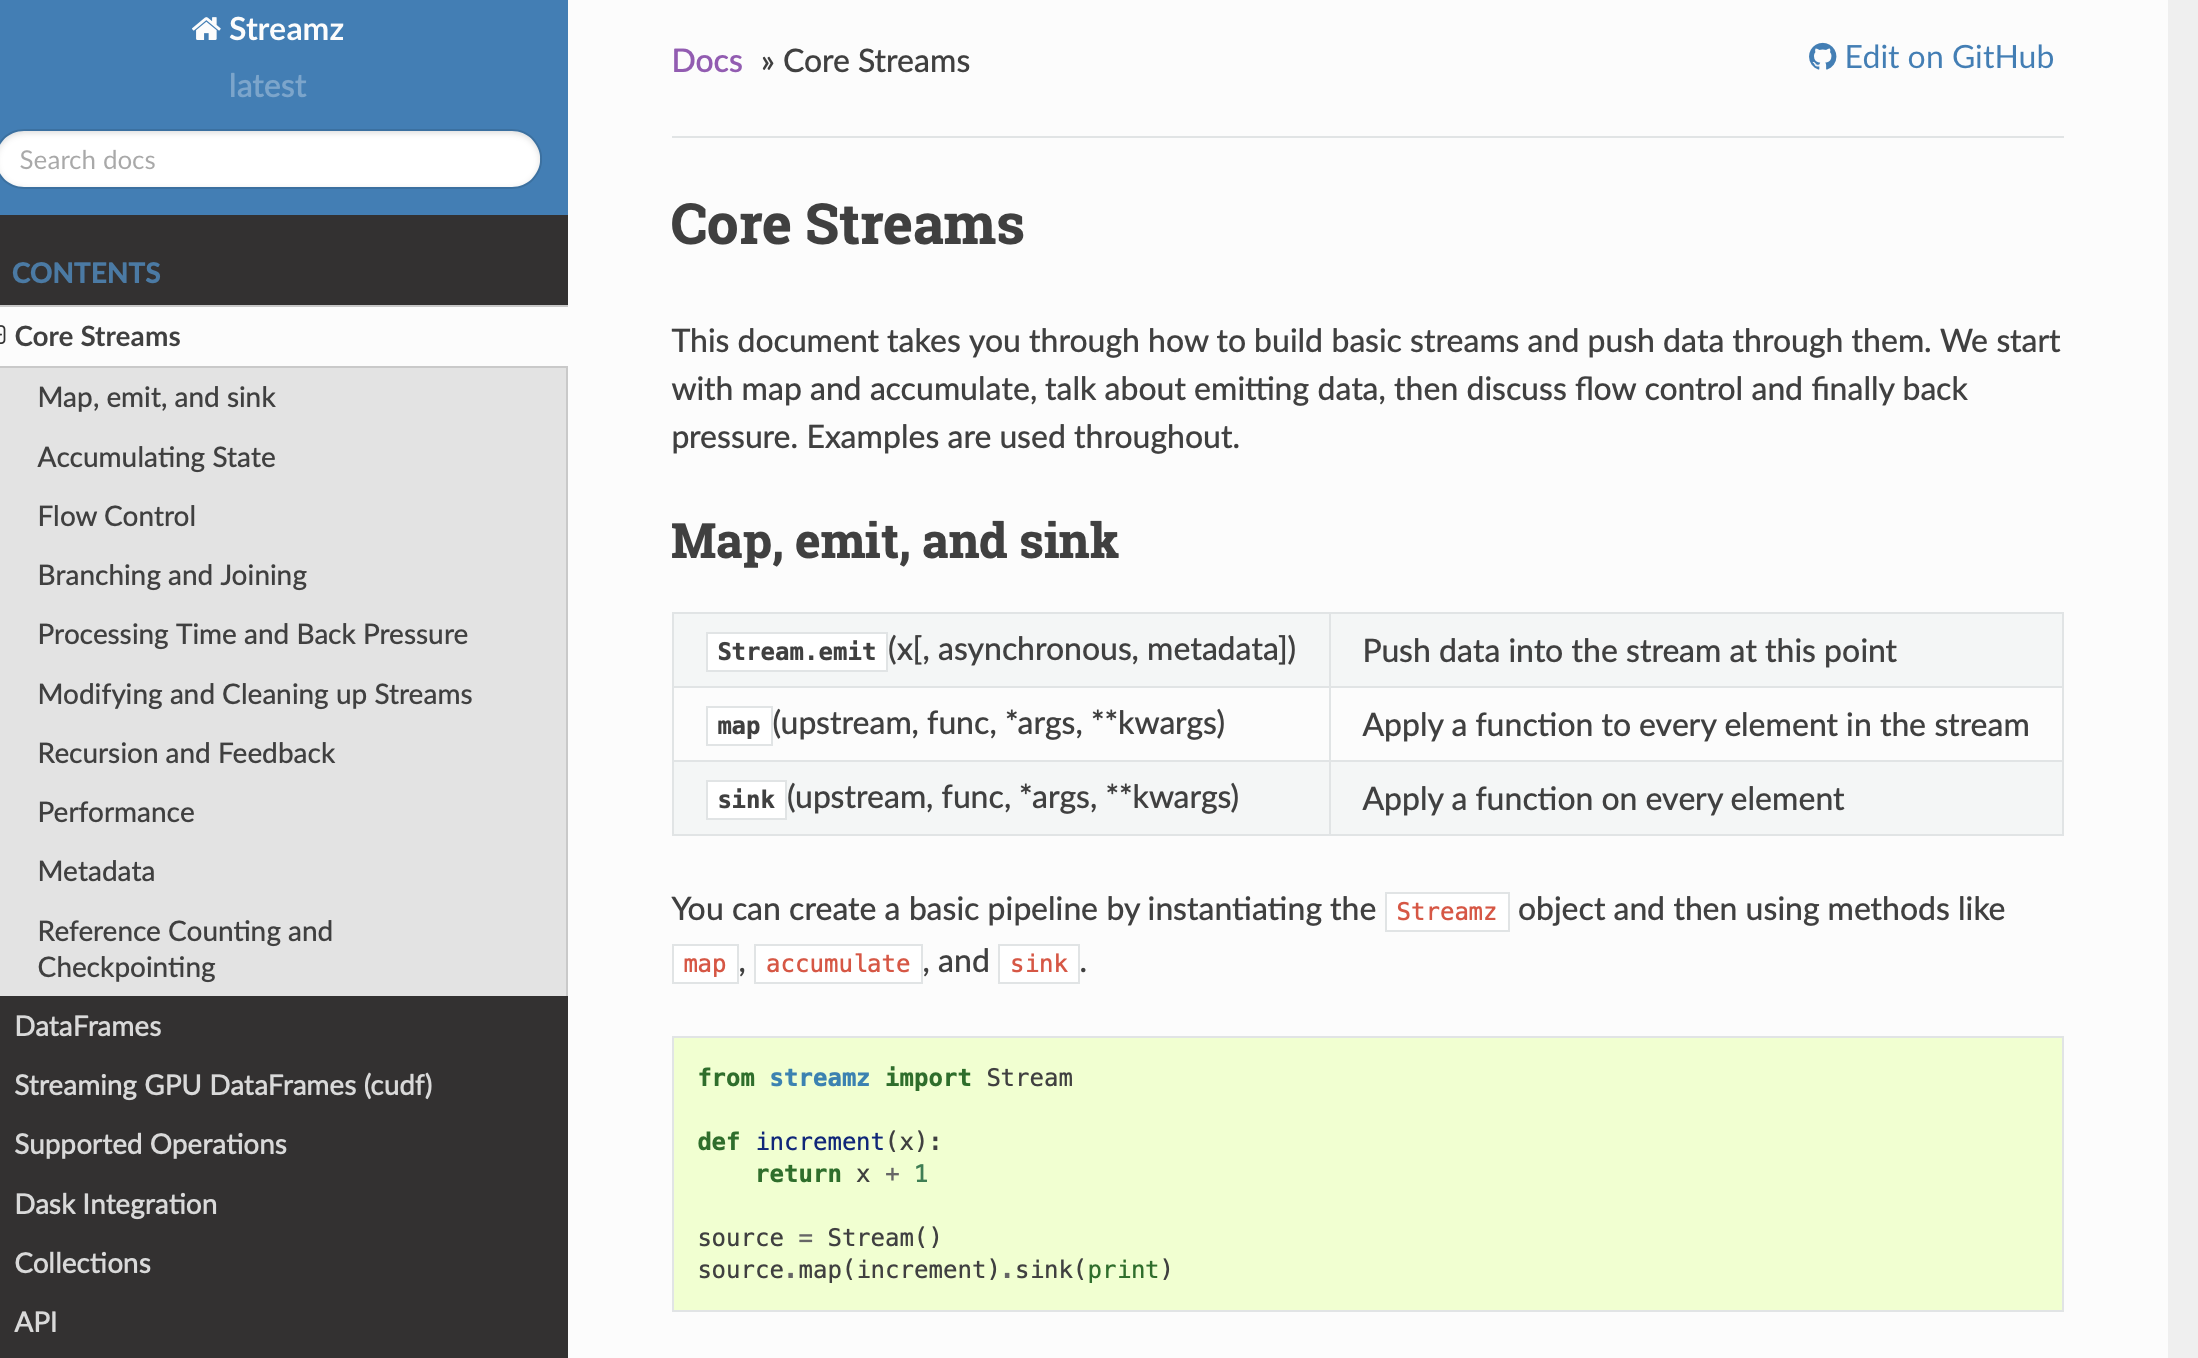 Streamz
latest
Search docs
CONTENTS
Core Streams
Map, emit, and sink
Accumulating State
Flow Control
Branching and Joining
Processing Time and Back Pressure
Modifying and Cleaning up Streams
Recursion and Feedback
Performance
Metadata
Reference Counting and
Checkpointing
DataFrames
Streaming GPU DataFrames (cudf)
Supported Operations
Dask Integration
Collections
API
Docs » Core Streams
Edit on GitHub
Core Streams
This document takes you through how to build basic streams and push data through them. We start
with map and accumulate, talk about emitting data, then discuss flow control and finally back
pressure. Examples are used throughout.
Map, emit, and sink
Stream.emit(x[, asynchronous, metadata]) Push data into the stream at this point
map(upstream, func, *args, **kwargs) Apply a function to every element in the stream
sink(upstream, func, *args, **kwargs) Apply a function on every element
You can create a basic pipeline by instantiating the Streamz object and then using methods like
map, accumulate, and sink.
from streamz import Stream
def increment(x):
    return x + 1
source = Stream()
source.map(increment).sink(print)